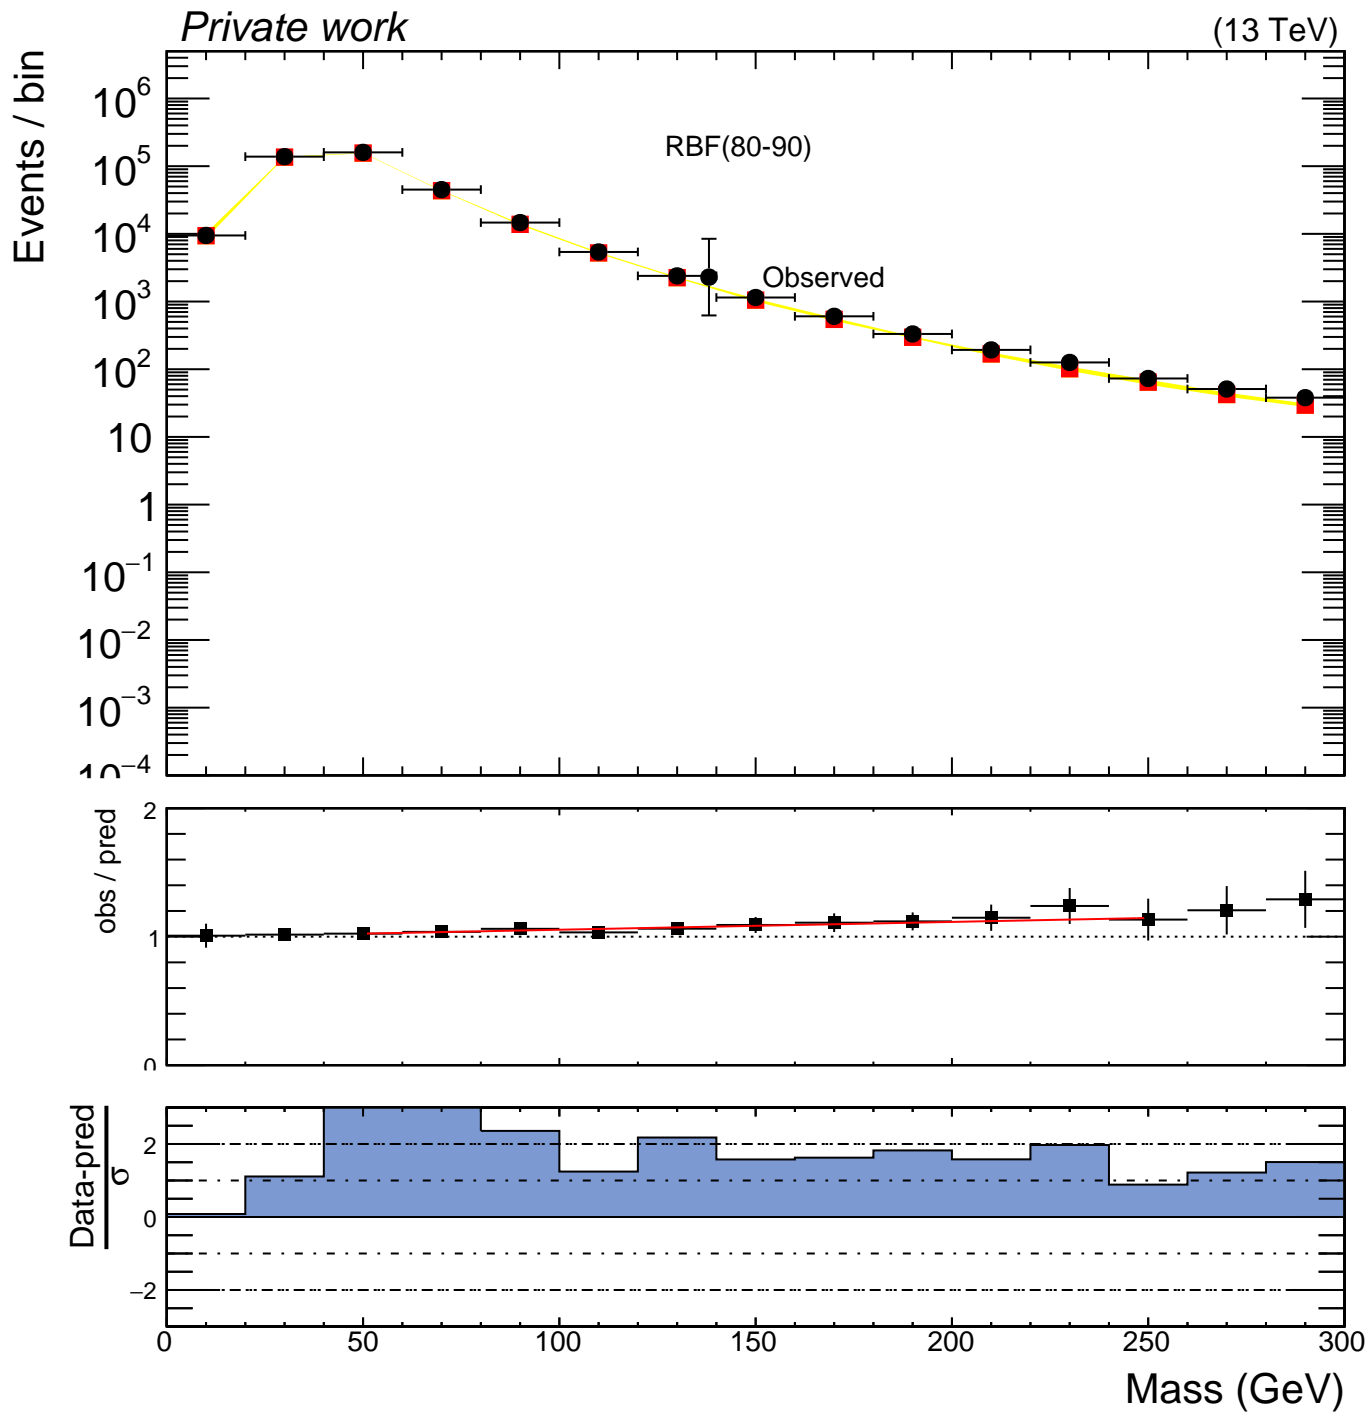 Private work
(13 TeV)
Events / bin
10^6
10^5
10^4
10^3
10^2
10
1
10^−1
10^−2
10^−3
10^−4
RBF(80-90)
Observed
obs / pred
2
1
0
Data-pred
σ
2
0
−2
0 50 100 150 200 250 300
Mass (GeV)